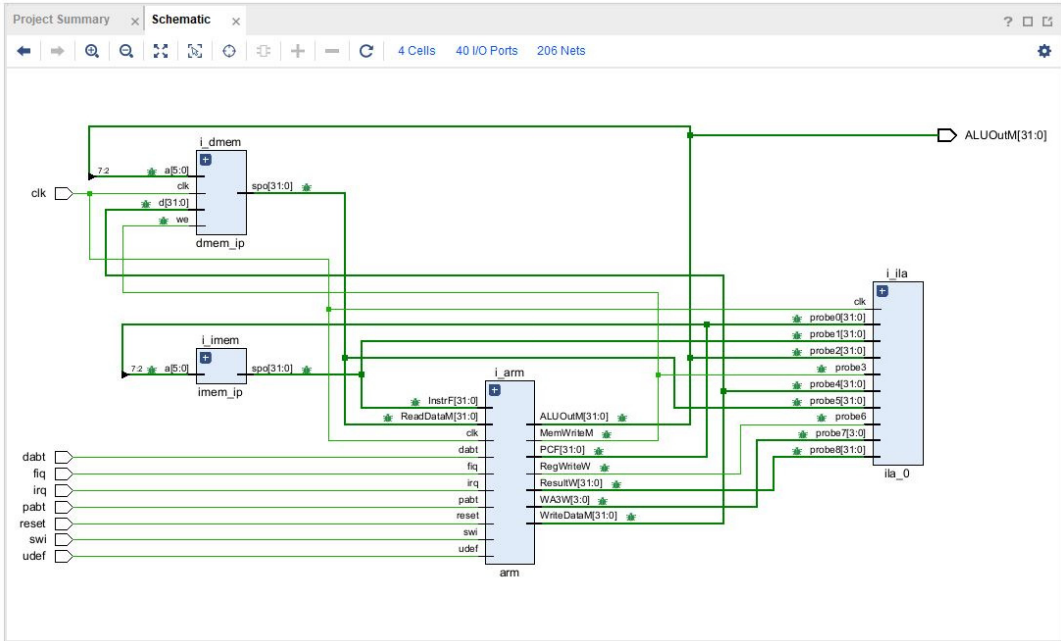 Project Summary × Schematic ×
? 
4 Cells 40 I/O Ports 206 Nets
ALUOutM[31:0]
i_dmem
7:2 a[5:0]
clk
clk
spo[31:0]
d[31:0]
we
dmem_ip
i_ila
clk
probe0[31:0]
probe1[31:0]
probe2[31:0]
probe3
probe4[31:0]
probe5[31:0]
probe6
probe7[3:0]
probe8[31:0]
ila_0
i_imem
7:2 a[5:0] spo[31:0]
imem_ip
i_arm
InstrF[31:0]
ReadDataM[31:0] ALUOutM[31:0]
clk MemWriteM
dabt dabt PCF[31:0]
fiq fiq RegWriteW
irq irq ResultW[31:0]
pabt pabt WA3W[3:0]
reset reset WriteDataM[31:0]
swi swi
udef udef
arm